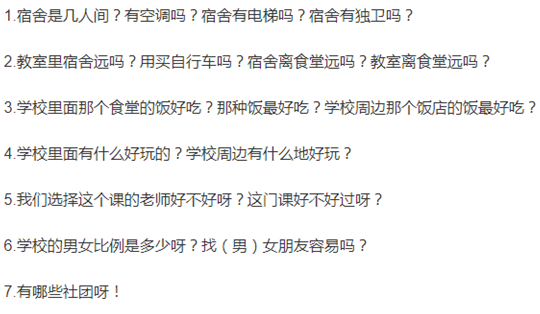 1.宿舍是几人间？有空调吗？宿舍有电梯吗？宿舍有独卫吗？
2.教室里宿舍远吗？用买自行车吗？宿舍离食堂远吗？教室离食堂远吗？
3.学校里面那个食堂的饭好吃？那种饭最好吃？学校周边那个饭店的饭最好吃？
4.学校里面有什么好玩的？学校周边有什么地好玩？
5.我们选择这个课的老师好不好呀？这门课好不好过呀？
6.学校的男女比例是多少呀？找（男）女朋友容易吗？
7.有哪些社团呀！